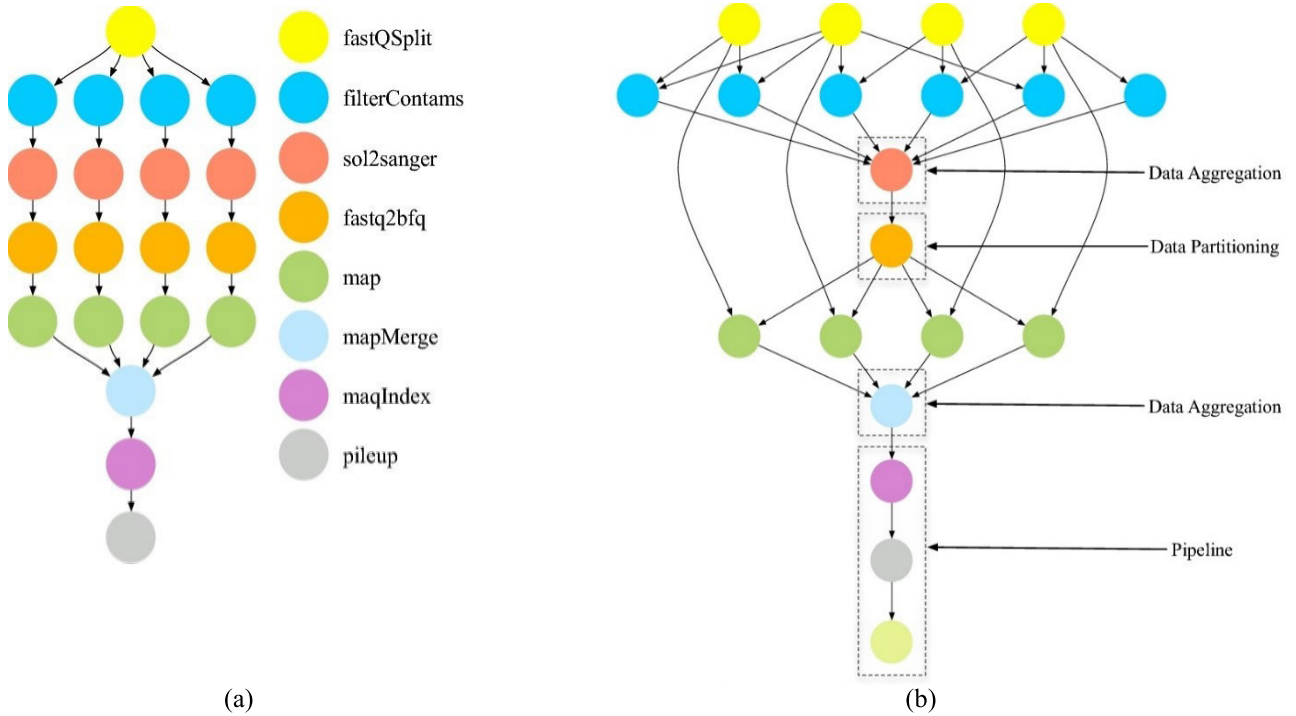 fastQSplit
filterContams
sol2sanger
fastq2bfq
map
mapMerge
maqIndex
pileup
Data Aggregation
Data Partitioning
Data Aggregation
Pipeline
(a)
(b)